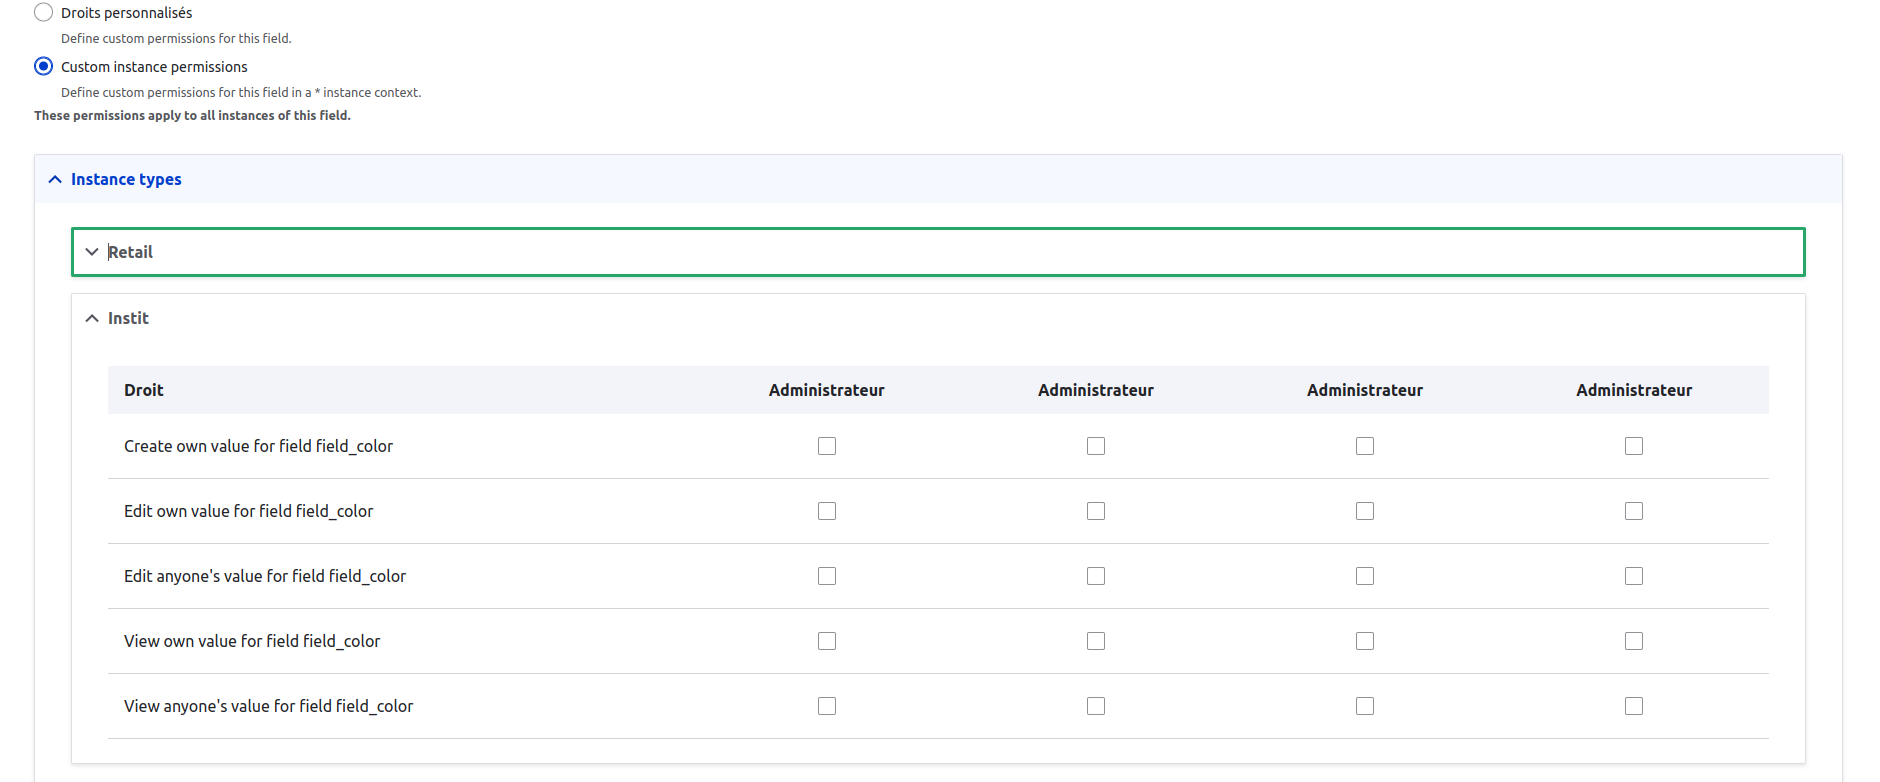 Droits personnalisés
Define custom permissions for this field.
Custom instance permissions
Define custom permissions for this field in a * instance context.
These permissions apply to all instances of this field.
Instance types
Retail
Instit
Droit Administrateur Administrateur Administrateur Administrateur
Create own value for field field_color
Edit own value for field field_color
Edit anyone's value for field field_color
View own value for field field_color
View anyone's value for field field_color